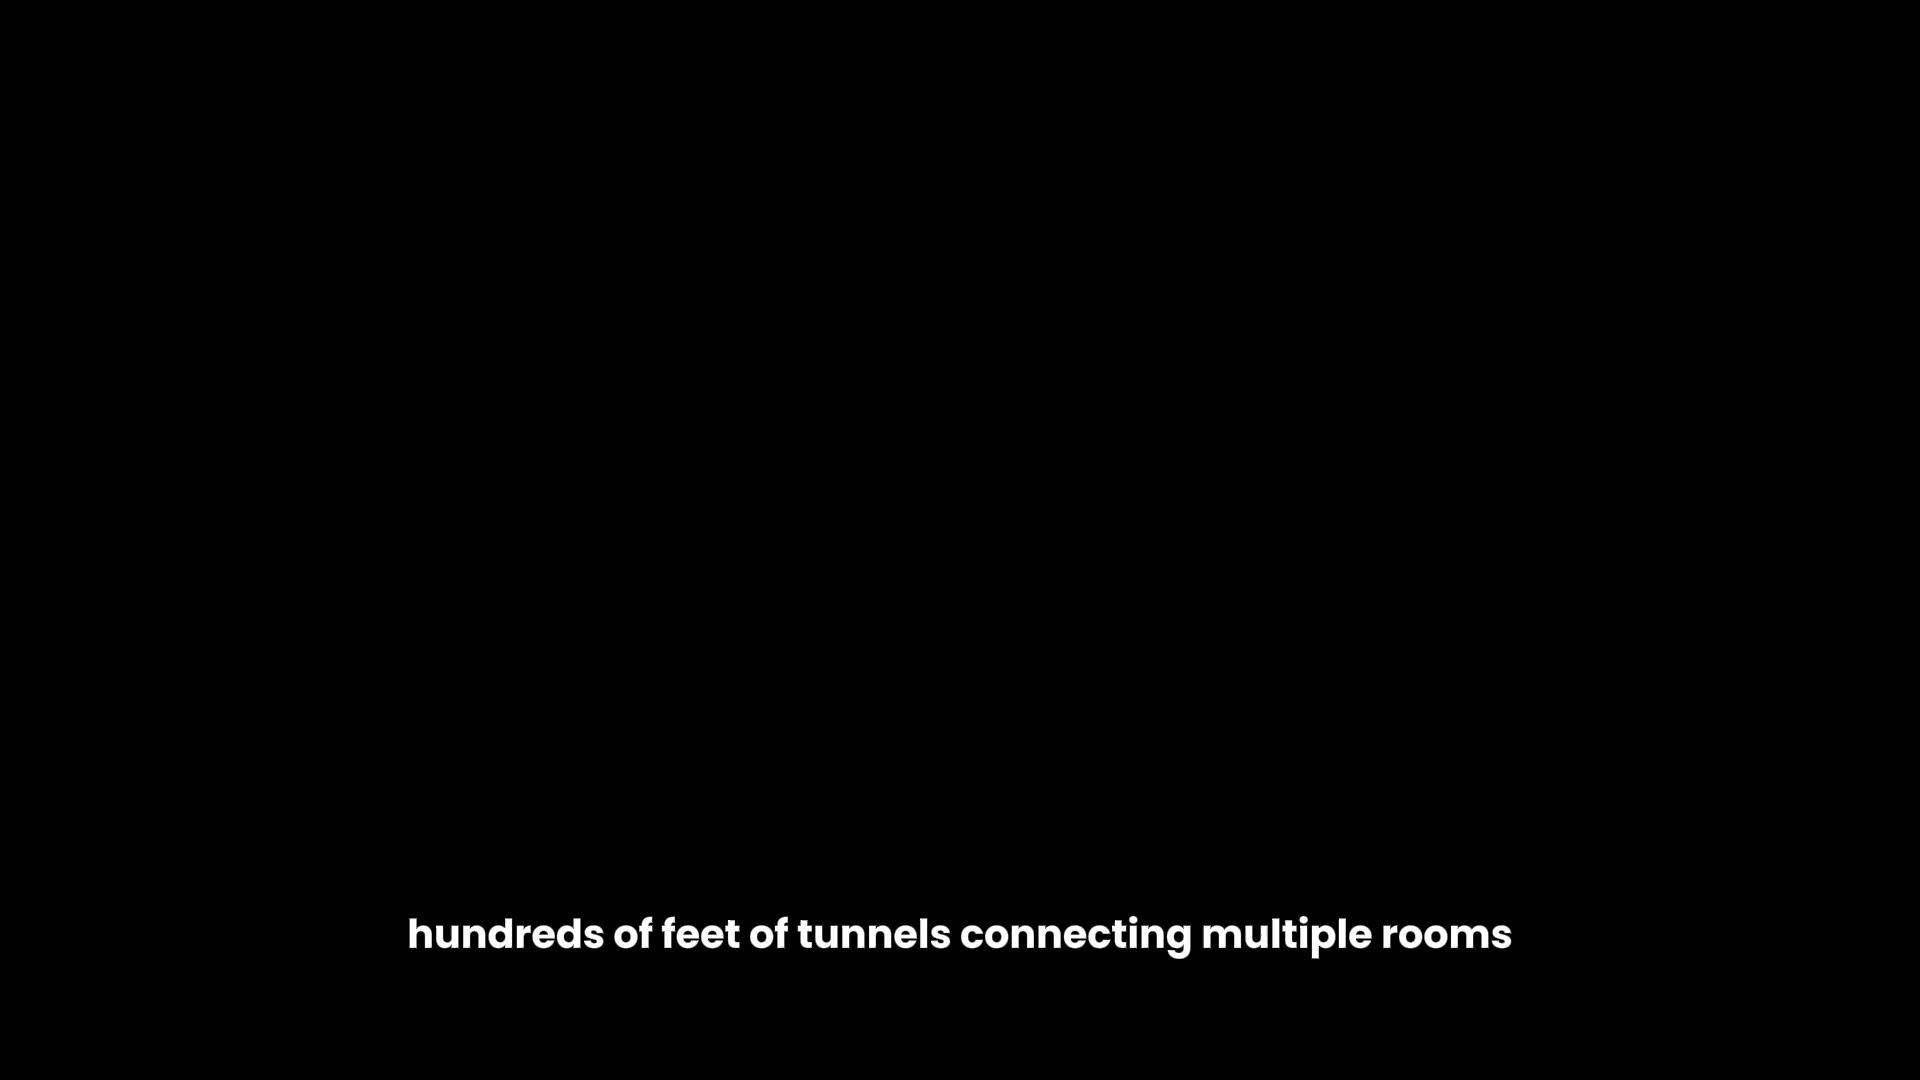 hundreds of feet of tunnels connecting multiple rooms